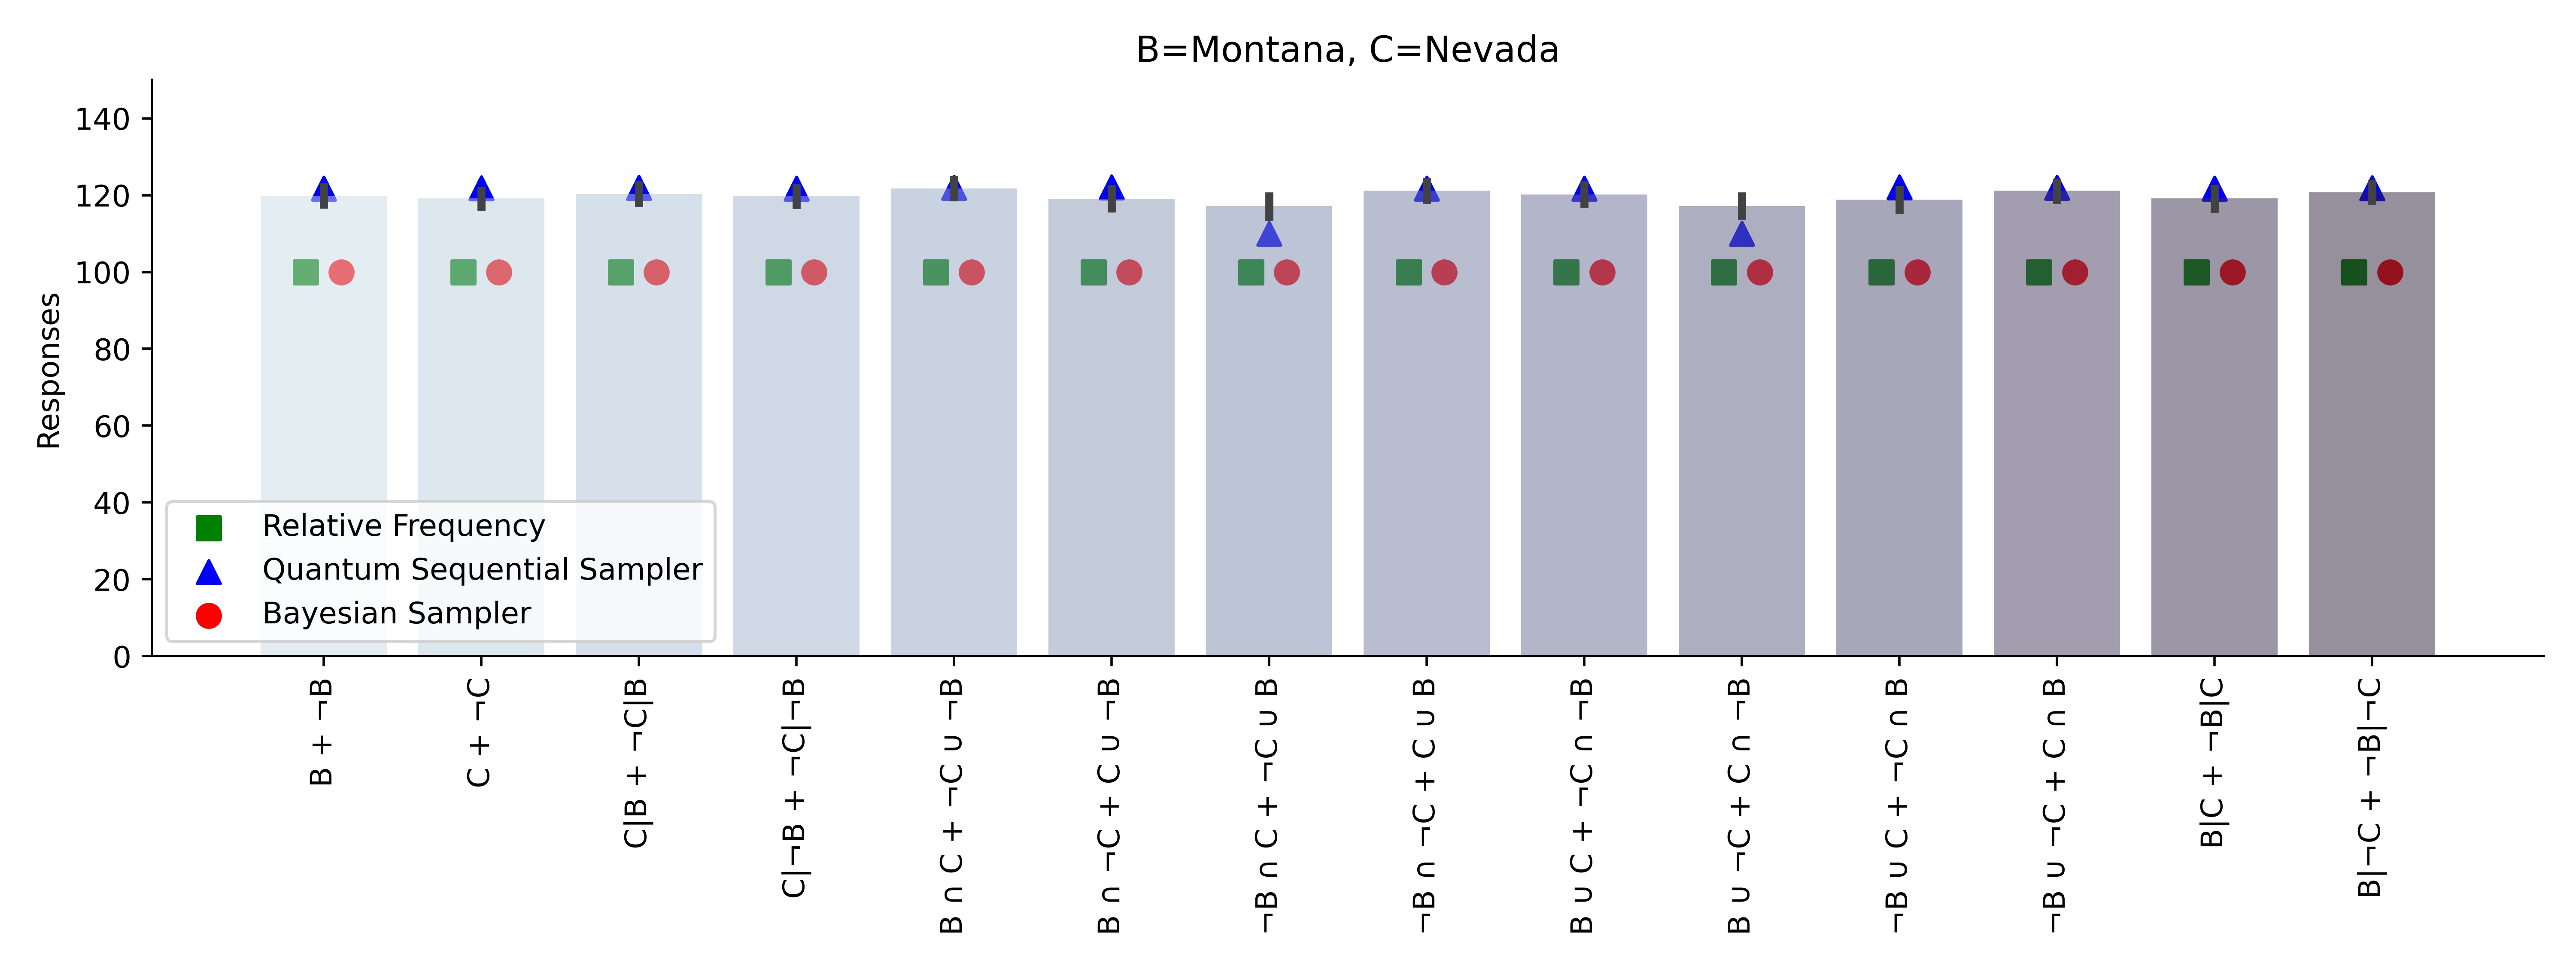 B=Montana, C=Nevada
Responses
140
120
100
80
60
40
20
0
Relative Frequency
Quantum Sequential Sampler
Bayesian Sampler
B + ¬B
C + ¬C
C|B + ¬C|B
C|¬B + ¬C|¬B
B ∩ C + ¬C ∪ ¬B
B ∩ ¬C + C ∪ ¬B
¬B ∩ C + ¬C ∪ B
¬B ∩ ¬C + C ∪ B
B ∪ C + ¬C ∩ ¬B
B ∪ ¬C + C ∩ ¬B
¬B ∪ C + ¬C ∩ B
¬B ∪ ¬C + C ∩ B
B|C + ¬B|C
B|¬C + ¬B|¬C